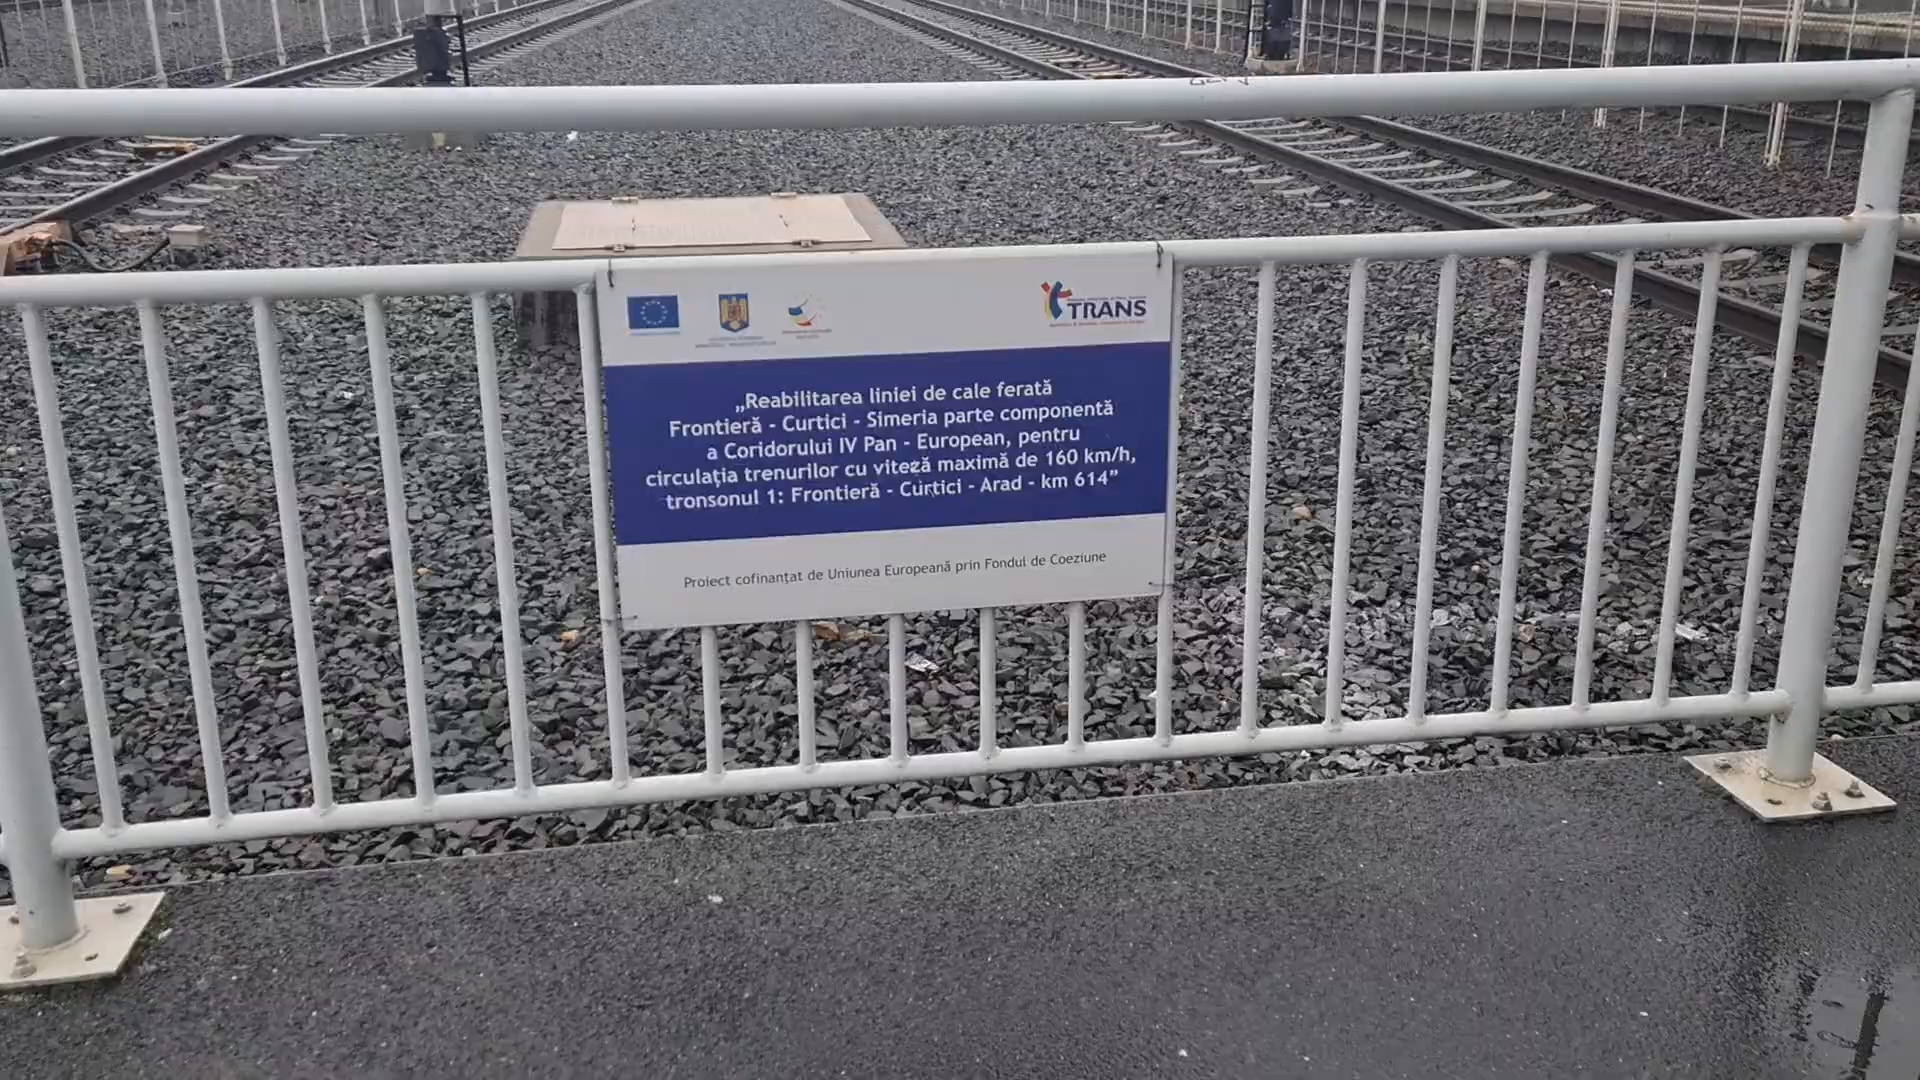 TRANS
„Reabilitarea liniei de cale ferată
Frontieră - Curtici - Simeria parte componentă
a Coridorului IV Pan - European, pentru
circulația trenurilor cu viteză maximă de 160 km/h,
tronsonul 1: Frontieră - Curtici - Arad - km 614”
Proiect cofinanțat de Uniunea Europeană prin Fondul de Coeziune